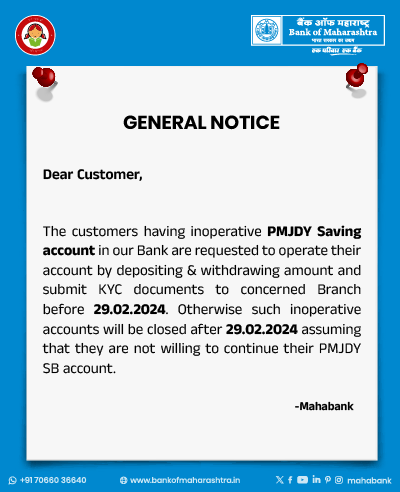 बैंक ऑफ महाराष्ट्र
Bank of Maharashtra
भारत सरकार का उद्यम
एक परिवार एक बैंक
GENERAL NOTICE
Dear Customer,
The customers having inoperative PMJDY Saving
account in our Bank are requested to operate their
account by depositing & withdrawing amount and
submit KYC documents to concerned Branch
before 29.02.2024. Otherwise such inoperative
accounts will be closed after 29.02.2024 assuming
that they are not willing to continue their PMJDY
SB account.
-Mahabank
+91 70660 36640
www.bankofmaharashtra.in
mahabank